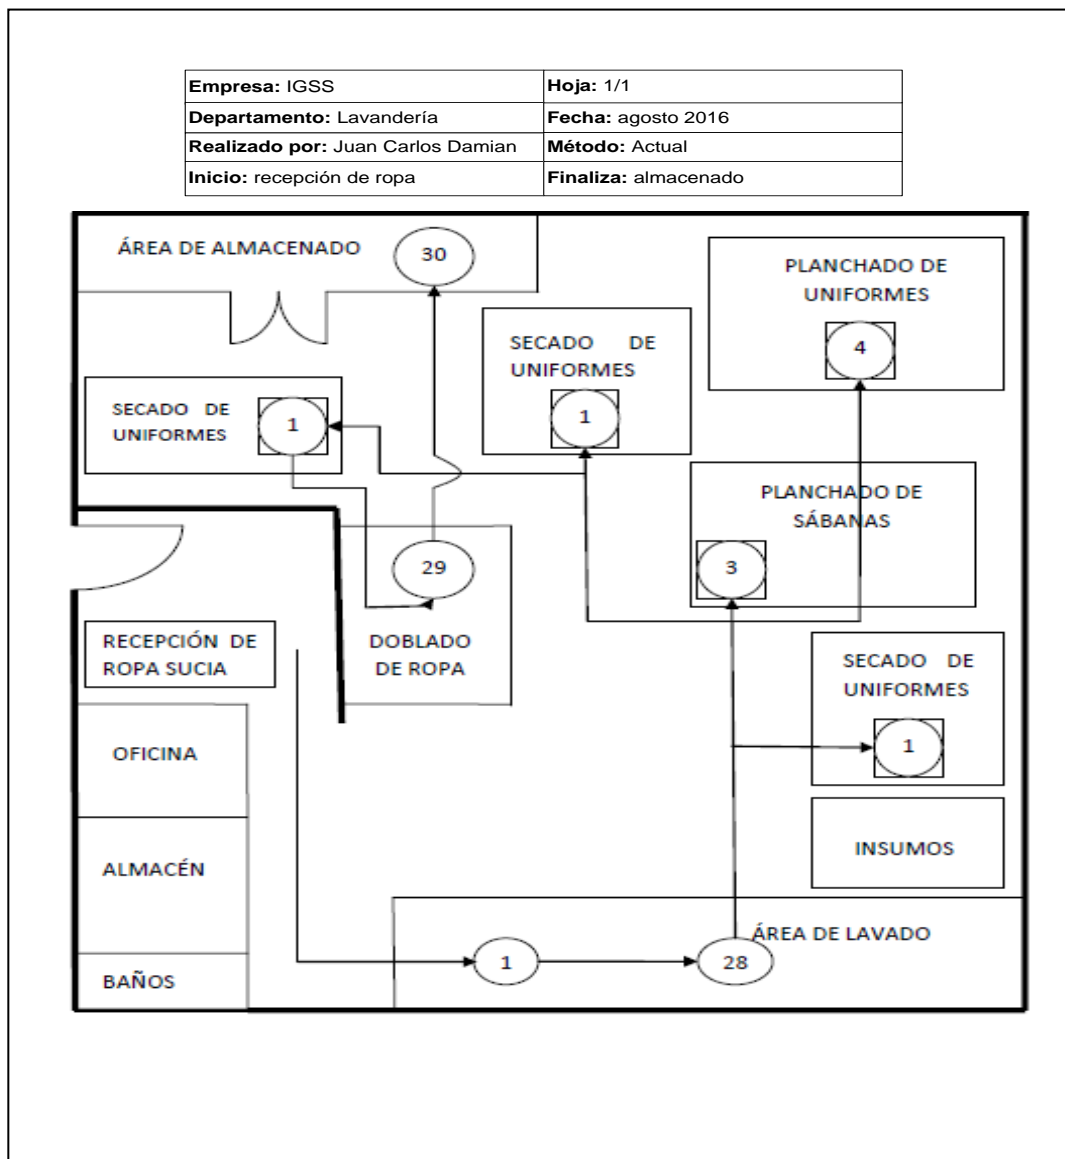 Empresa: IGSS
Hoja: 1/1
Departamento: Lavandería
Fecha: agosto 2016
Realizado por: Juan Carlos Damian
Método: Actual
Inicio: recepción de ropa
Finaliza: almacenado
ÁREA DE ALMACENADO
30
PLANCHADO DE
UNIFORMES
4
SECADO DE
UNIFORMES
1
SECADO DE
UNIFORMES
1
PLANCHADO DE
SÁBANAS
3
29
DOBLADO
DE ROPA
RECEPCIÓN DE
ROPA SUCIA
SECADO DE
UNIFORMES
1
OFICINA
INSUMOS
ALMACÉN
ÁREA DE LAVADO
1
28
BAÑOS